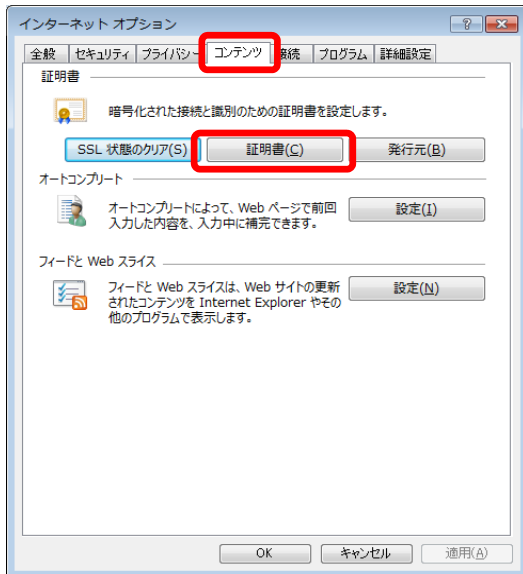 インターネット オプション
全般 セキュリティ プライバシー コンテンツ 接続 プログラム 詳細設定
証明書
暗号化された接続と識別のための証明書を設定します。
SSL 状態のクリア(S) 証明書(C) 発行元(B)
オートコンプリート
オートコンプリートによって、Web ページで前回
入力した内容を、入力中に補完できます。
設定(I)
フィードと Web スライス
フィードと Web スライスは、Web サイトの更新
されたコンテンツを Internet Explorer やその
他のプログラムで表示します。
設定(N)
OK キャンセル 適用(A)